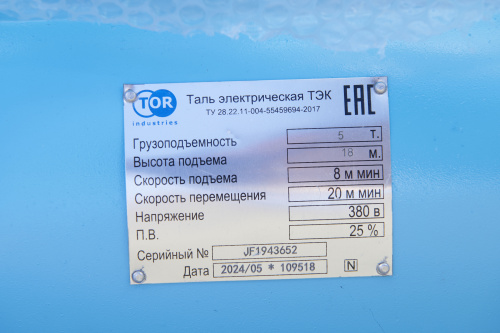 TOR
industries
Таль электрическая ТЭК
ТУ 28.22.11-004-55459694-2017
EAC
Грузоподъемность 5 т.
Высота подъема 18 м.
Скорость подъема 8 м мин
Скорость перемещения 20 м мин
Напряжение 380 в
П.В. 25 %
Серийный № JF1943652
Дата 2024/05 * 109518 N